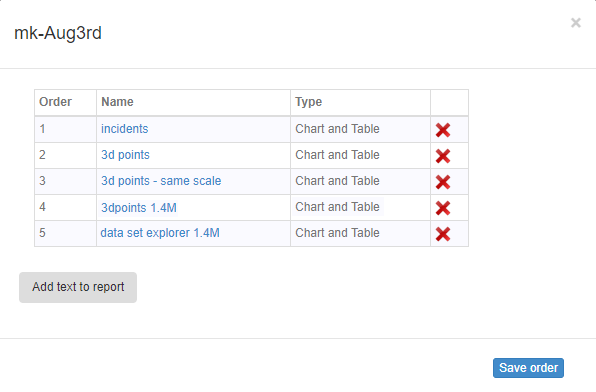 mk-Aug3rd
×
Order Name Type
1 incidents Chart and Table
2 3d points Chart and Table
3 3d points - same scale Chart and Table
4 3dpoints 1.4M Chart and Table
5 data set explorer 1.4M Chart and Table
Add text to report
Save order